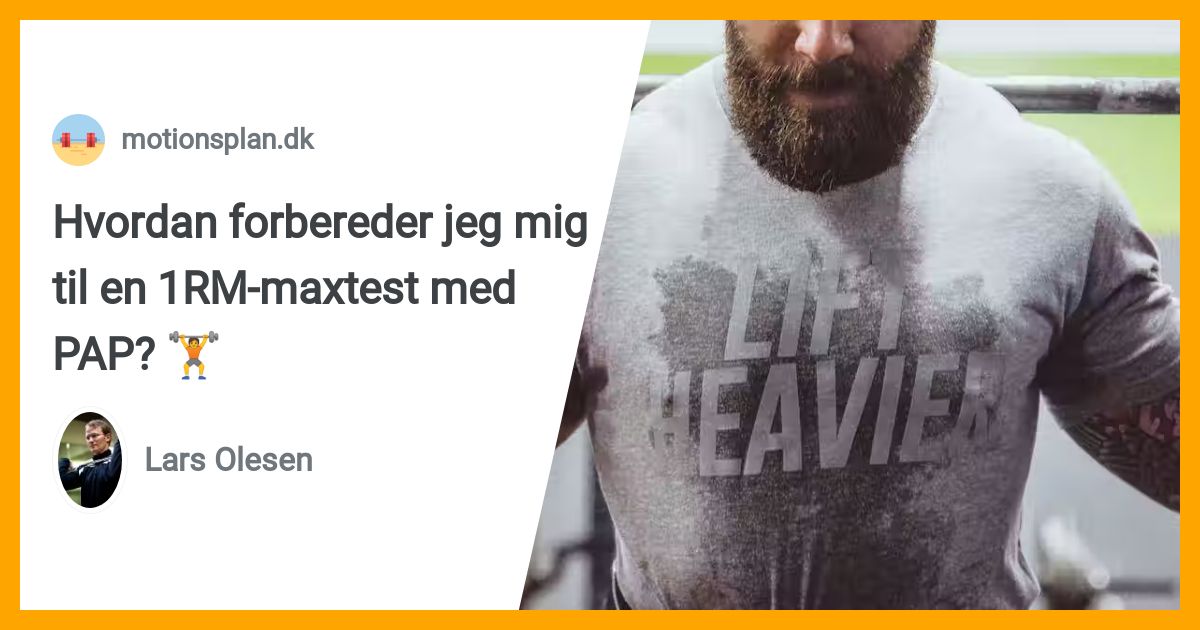 motionsplan.dk
Hvordan forbereder jeg mig
til en 1RM-maxtest med
PAP? 🏋️
Lars Olesen
LIFT
HEAVIER